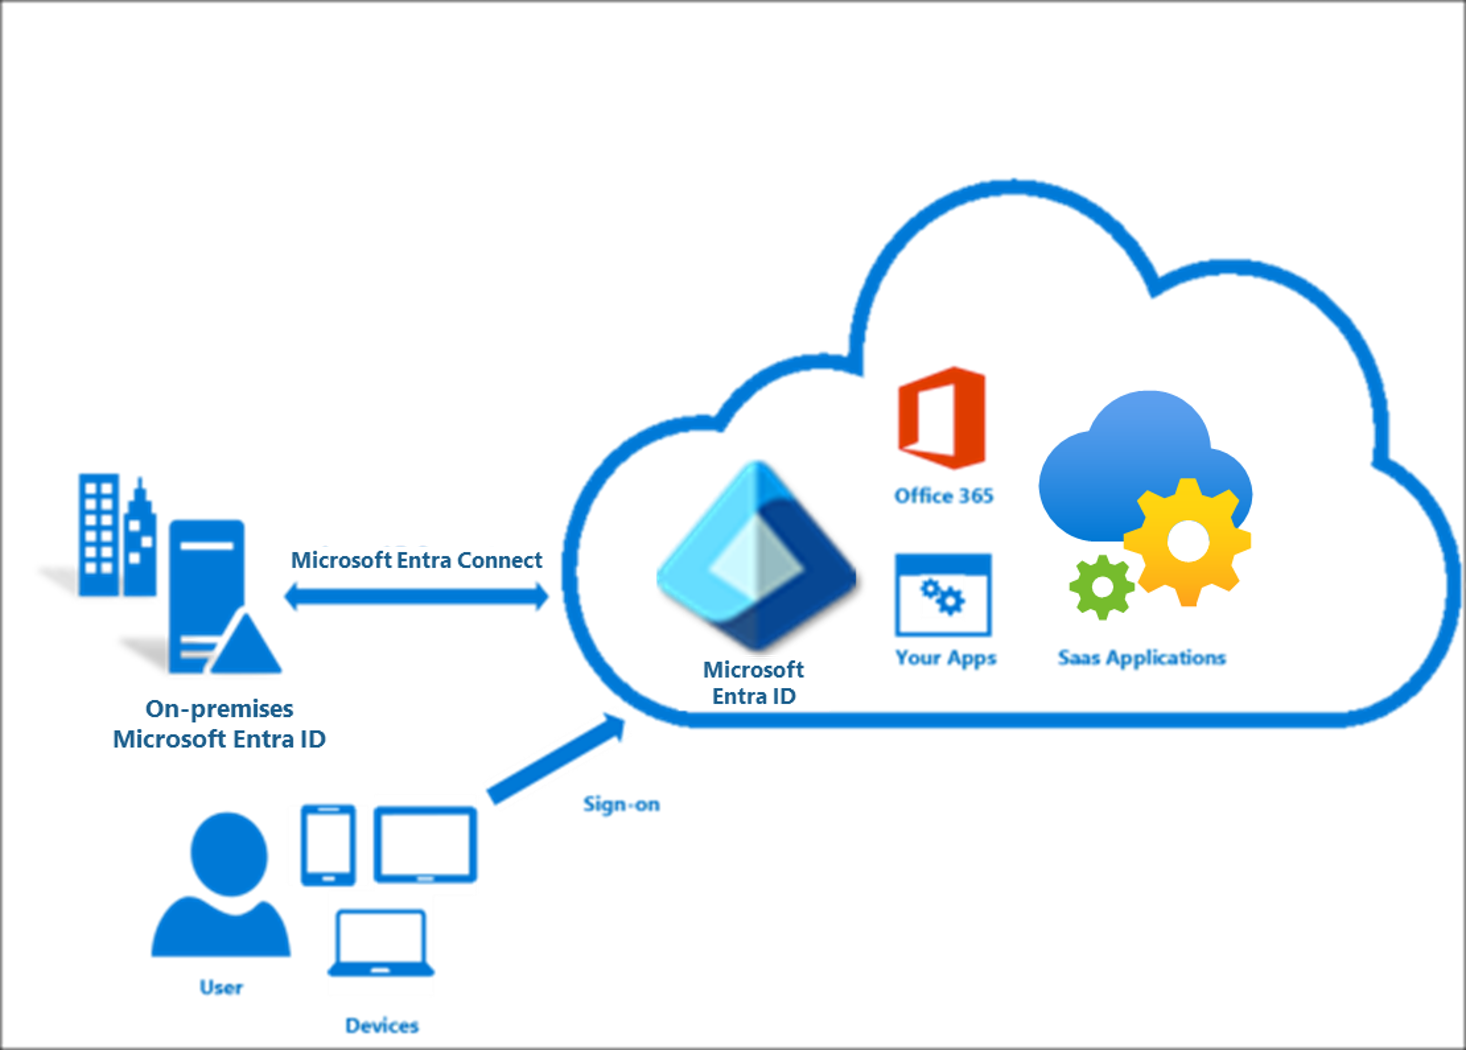 Office 365
Microsoft Entra Connect
Your Apps
Saas Applications
Microsoft
Entra ID
On-premises
Microsoft Entra ID
Sign-on
User
Devices